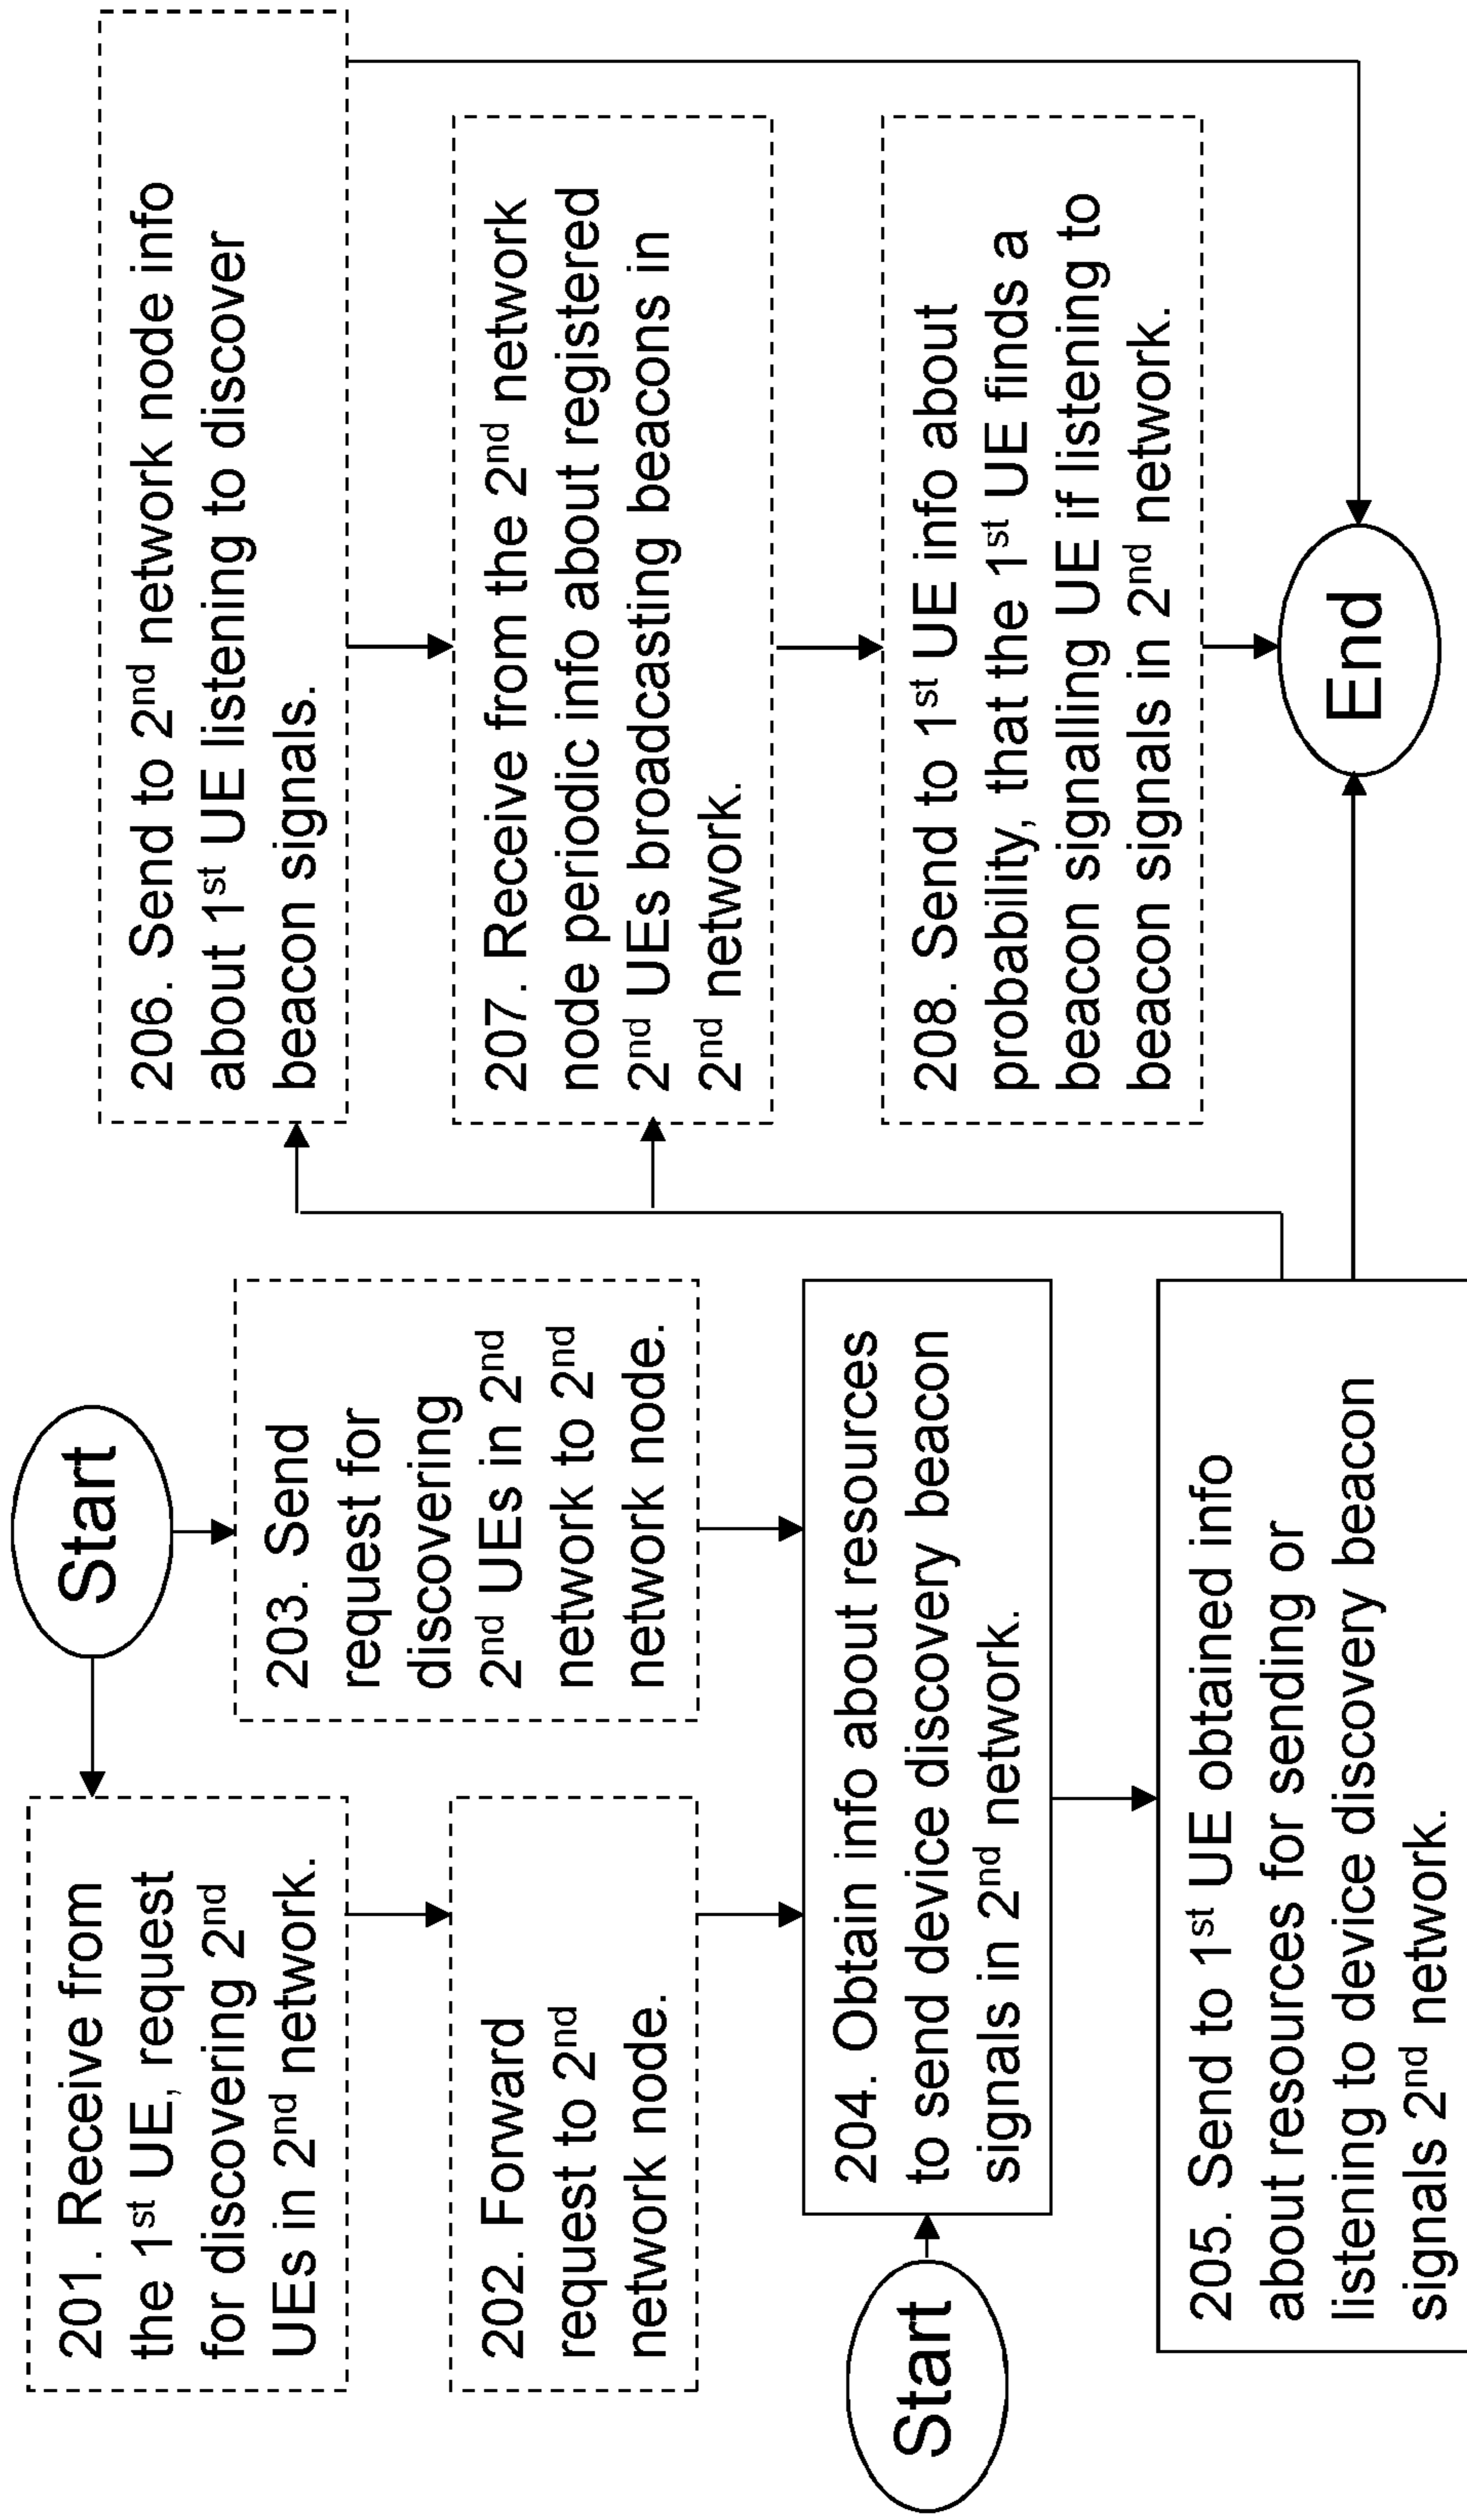 Start
201. Receive from
the 1st UE, request
for discovering 2nd
UEs in 2nd network.
202. Forward
request to 2nd
network node.
203. Send
request for
discovering
2nd UEs in 2nd
network to 2nd
network node.
Start
204. Obtain info about resources
to send device discovery beacon
signals in 2nd network.
205. Send to 1st UE obtained info
about resources for sending or
listening to device discovery beacon
signals 2nd network.
206. Send to 2nd network node info
about 1st UE listening to discover
beacon signals.
207. Receive from the 2nd network
node periodic info about registered
2nd UEs broadcasting beacons in
2nd network.
208. Send to 1st UE info about
probability, that the 1st UE finds a
beacon signalling UE if listening to
beacon signals in 2nd network.
End